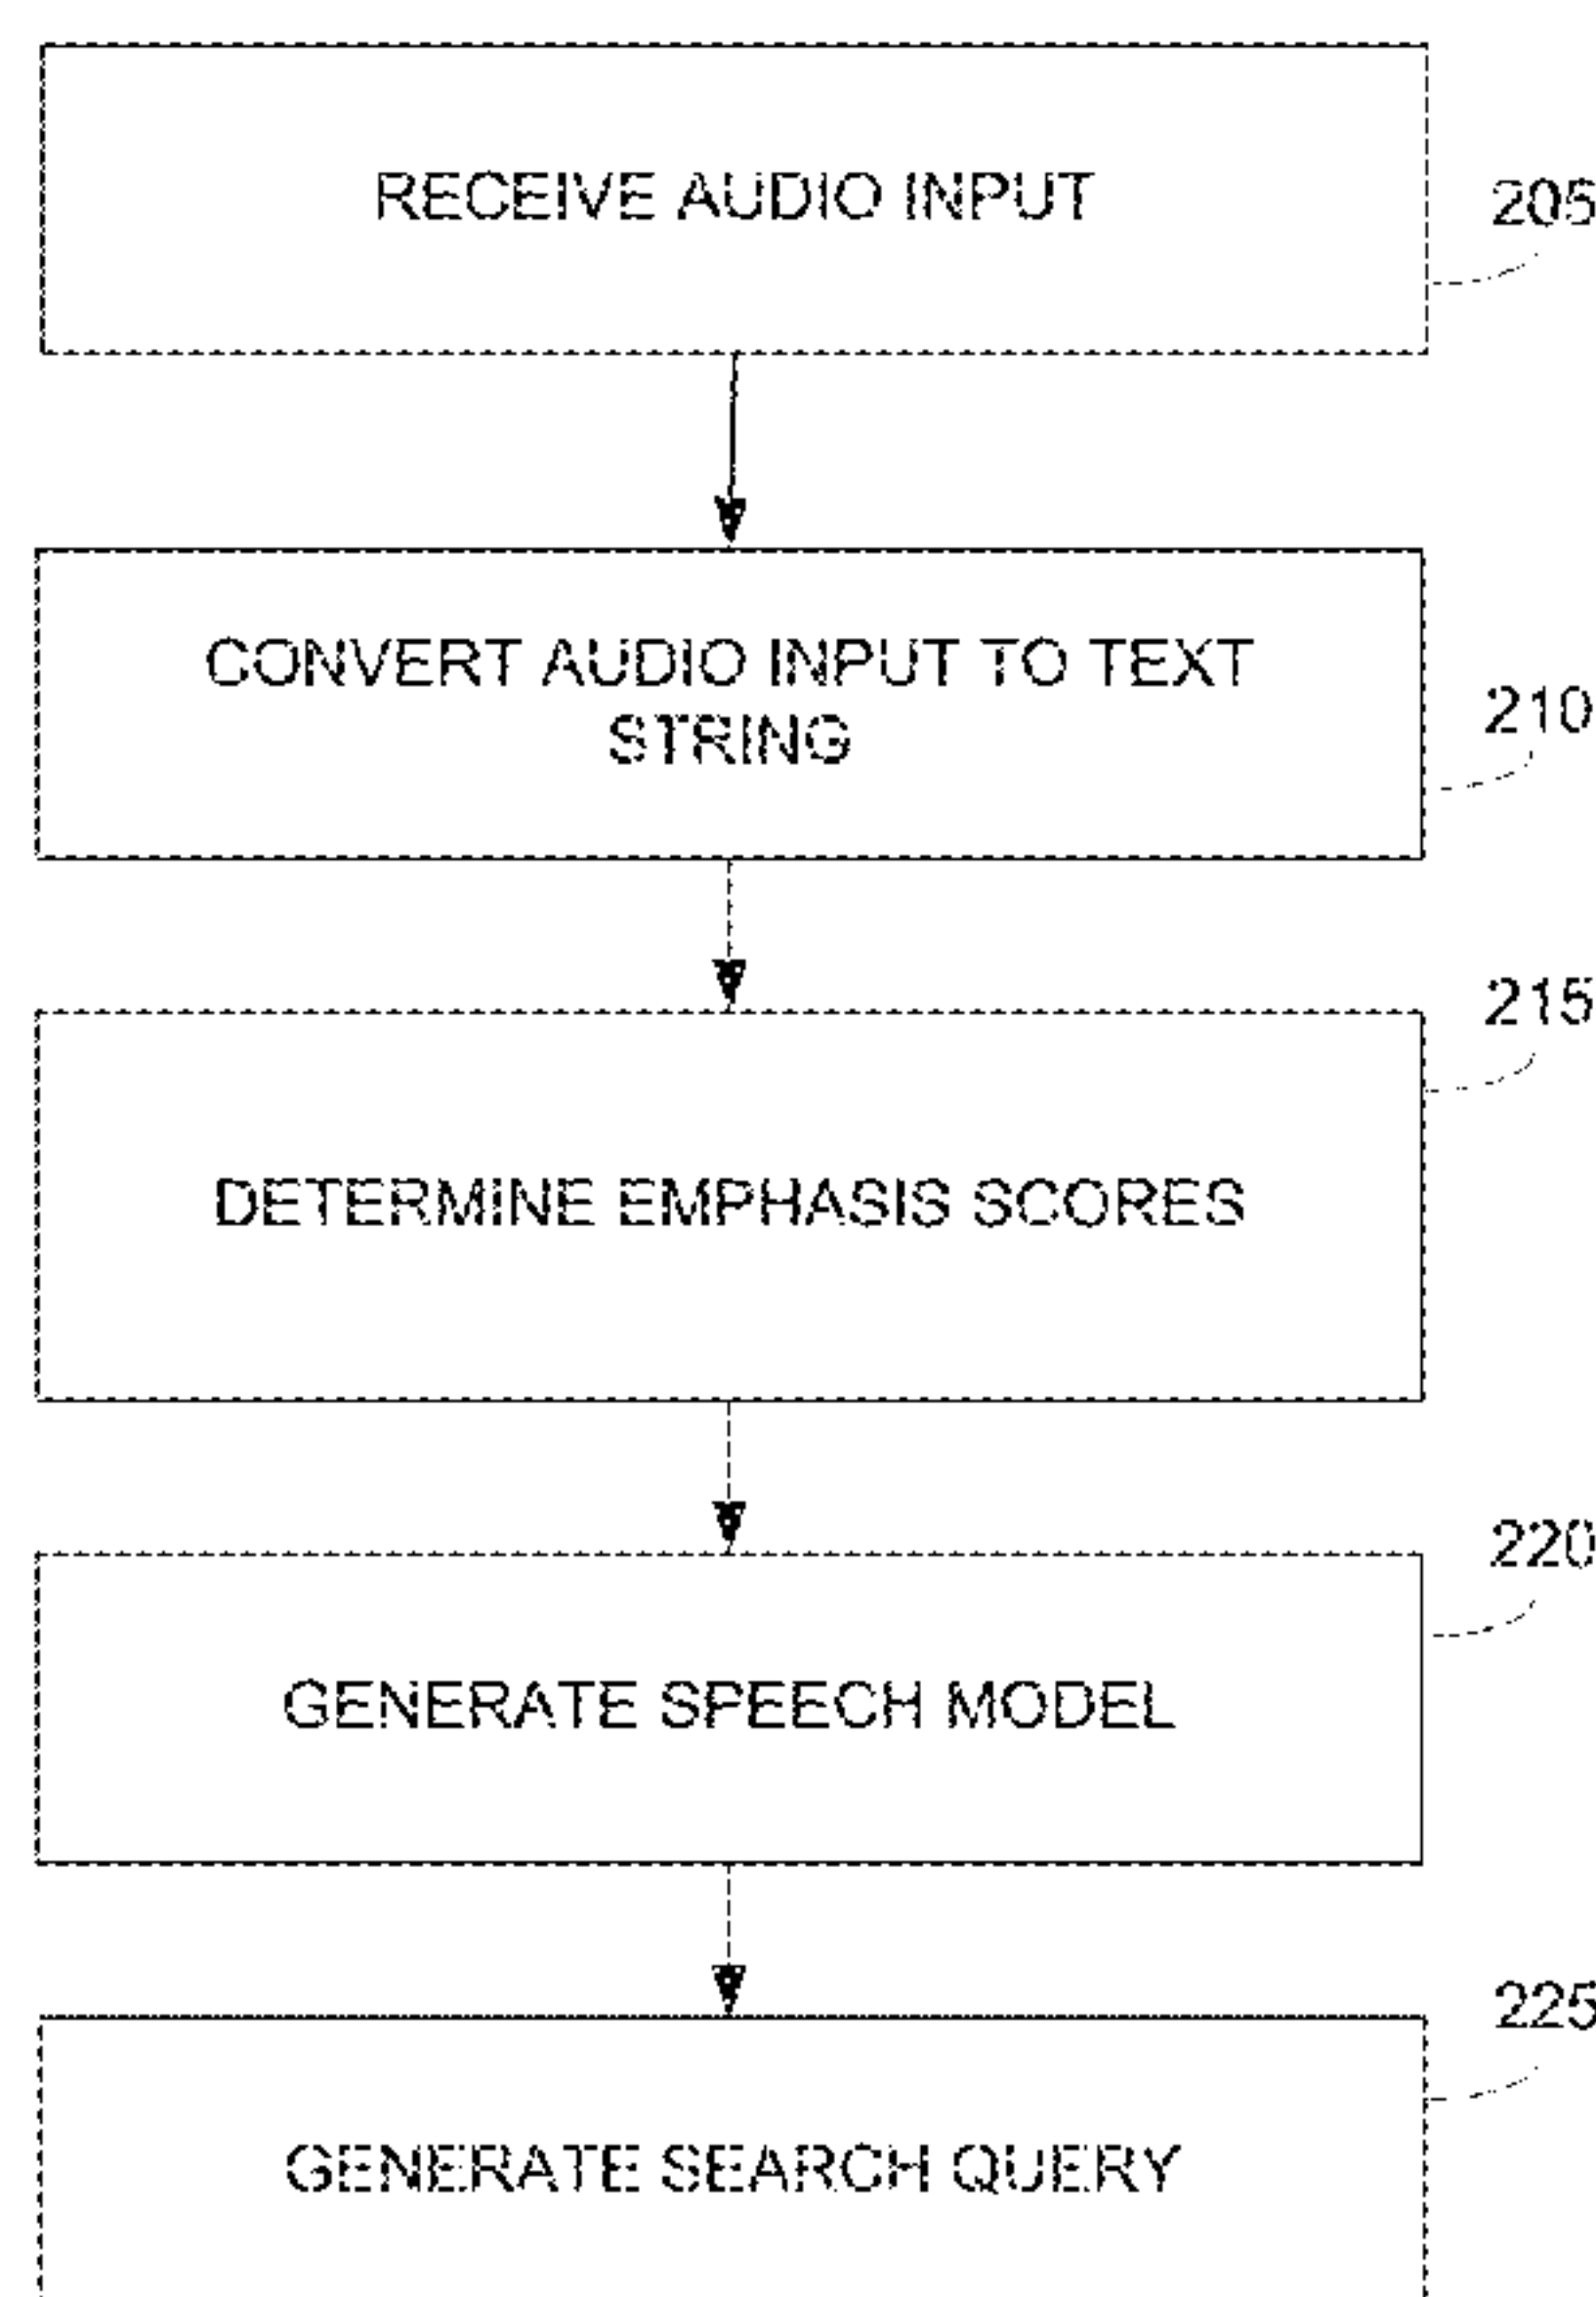 RECEIVE AUDIO INPUT
205
CONVERT AUDIO INPUT TO TEXT
STRING
210
215
DETERMINE EMPHASIS SCORES
220
GENERATE SPEECH MODEL
225
GENERATE SEARCH QUERY